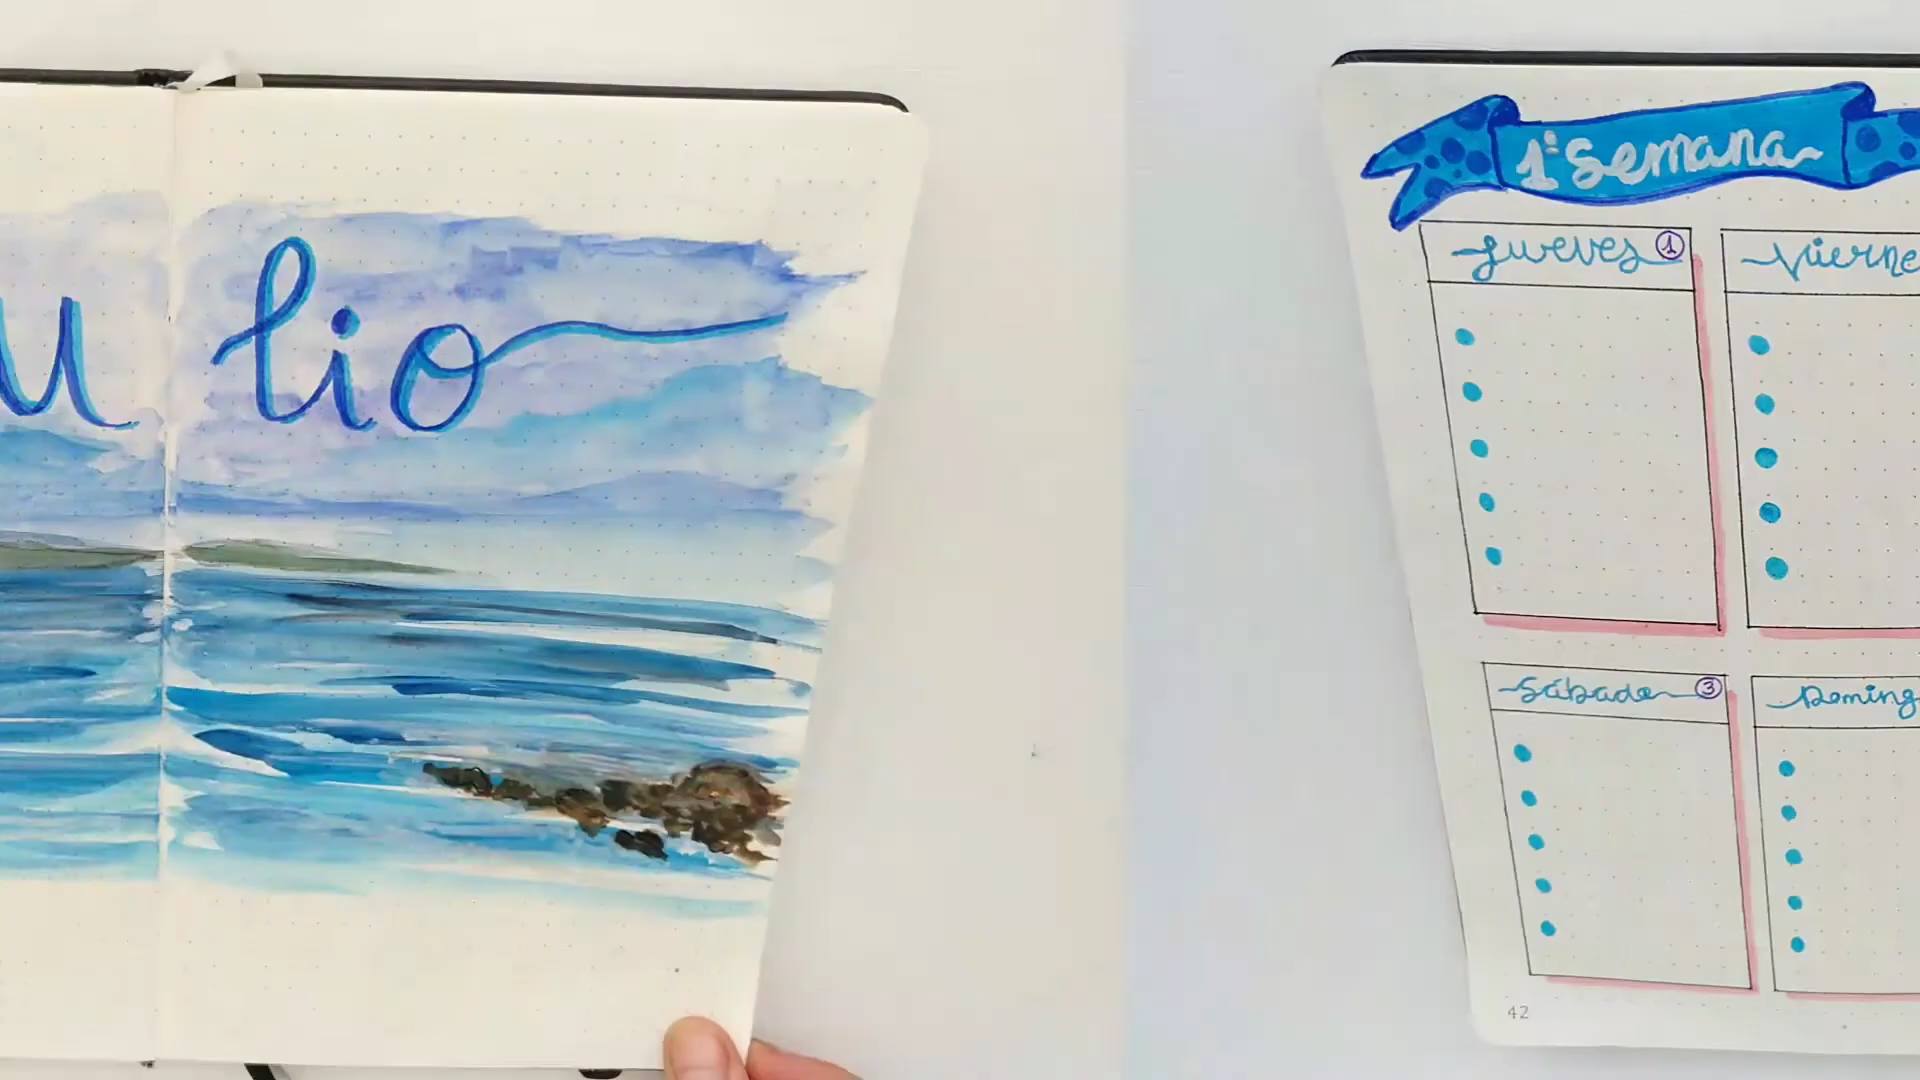 u lio
1ª Semana
Jueves 1
Vierne
Sábado 3
Doming
42